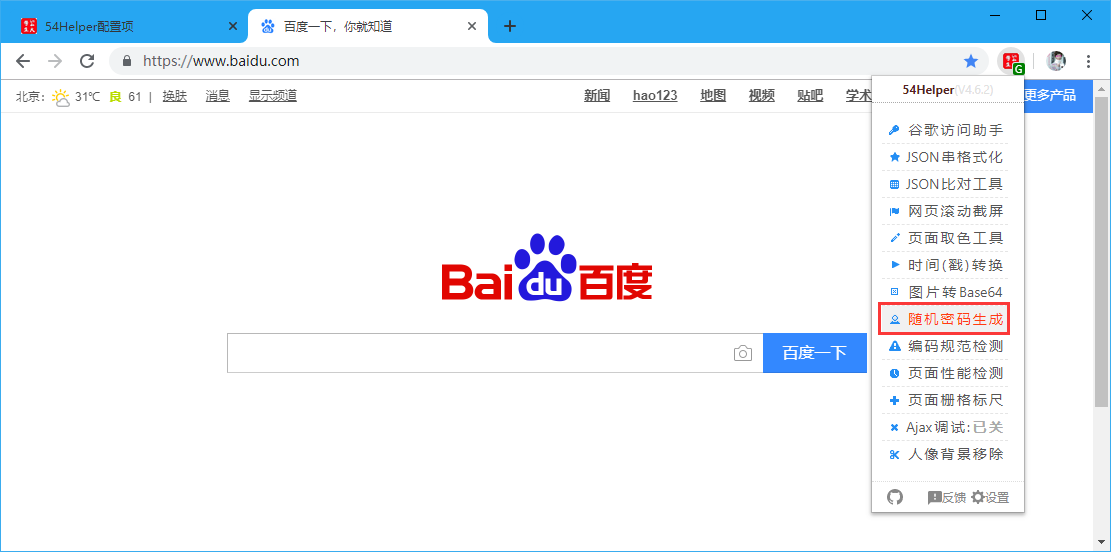 54Helper配置项
百度一下，你就知道
https://www.baidu.com
北京: 31℃ 良 61 | 换肤 消息 显示频道
新闻 hao123 地图 视频 贴吧 学术 更多产品
54Helper(V4.6.2)
谷歌访问助手
JSON串格式化
JSON比对工具
网页滚动截屏
页面取色工具
时间(戳)转换
图片转Base64
随机密码生成
编码规范检测
页面性能检测
页面栅格标尺
Ajax调试:已关
人像背景移除
反馈 设置
Bai du 百度
百度一下